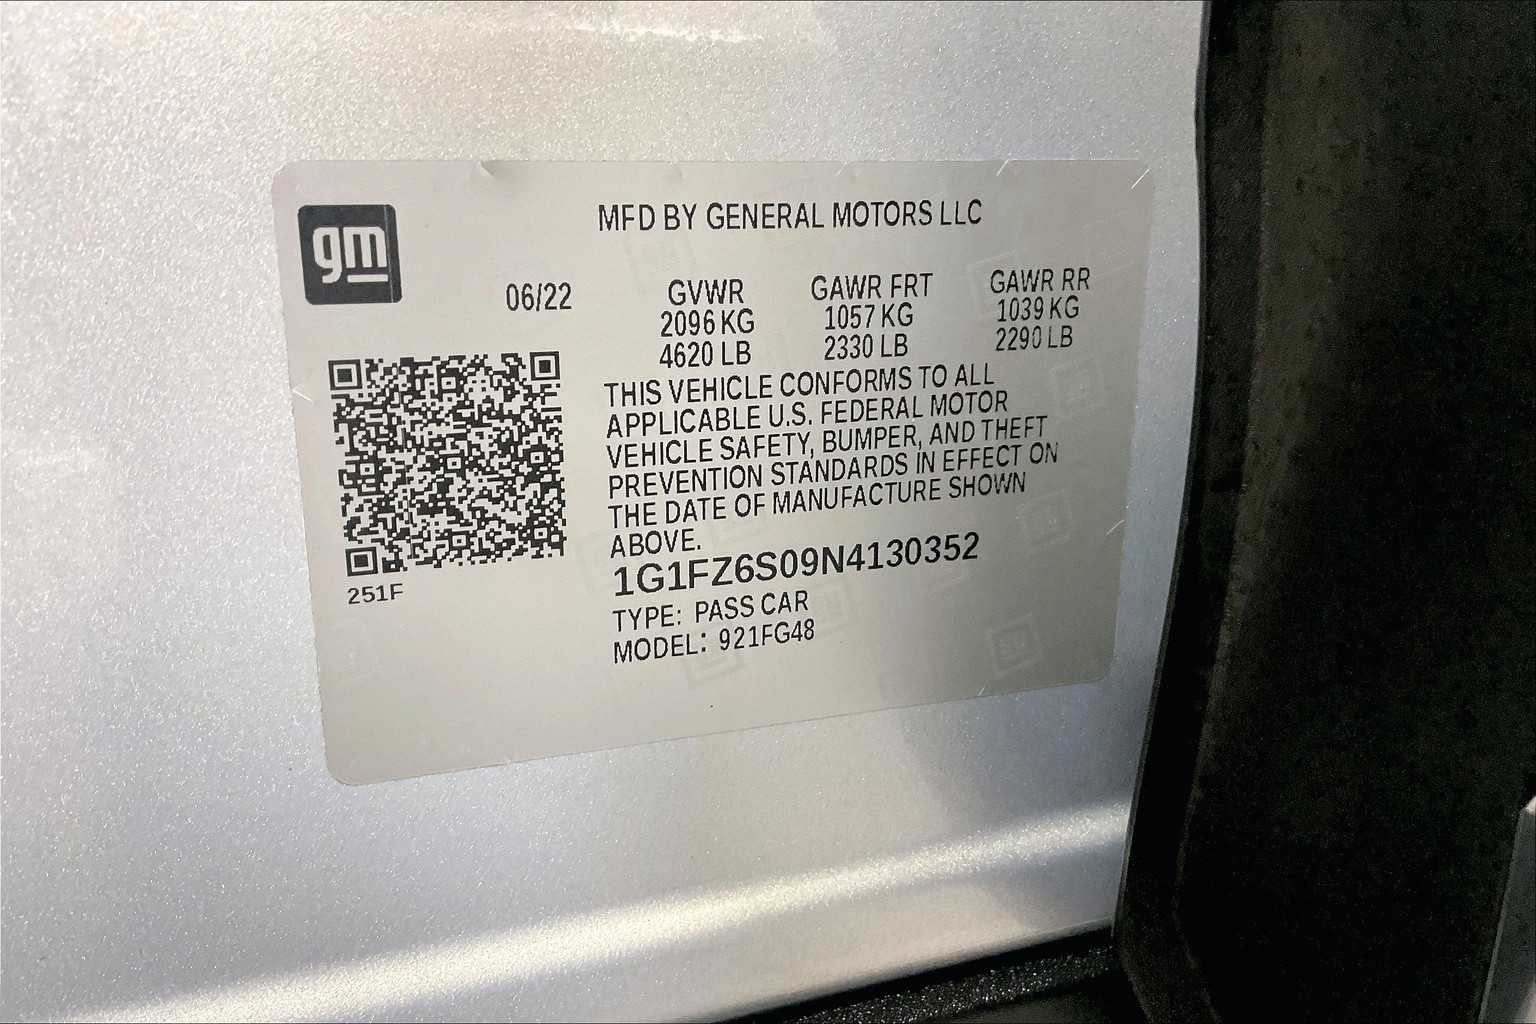 gm
MFD BY GENERAL MOTORS LLC
06/22 GVWR GAWR FRT GAWR RR
2096 KG 1057 KG 1039 KG
4620 LB 2330 LB 2290 LB
THIS VEHICLE CONFORMS TO ALL
APPLICABLE U.S. FEDERAL MOTOR
VEHICLE SAFETY, BUMPER, AND THEFT
PREVENTION STANDARDS IN EFFECT ON
THE DATE OF MANUFACTURE SHOWN
ABOVE.
1G1FZ6S09N4130352
251F
TYPE: PASS CAR
MODEL: 921FG48